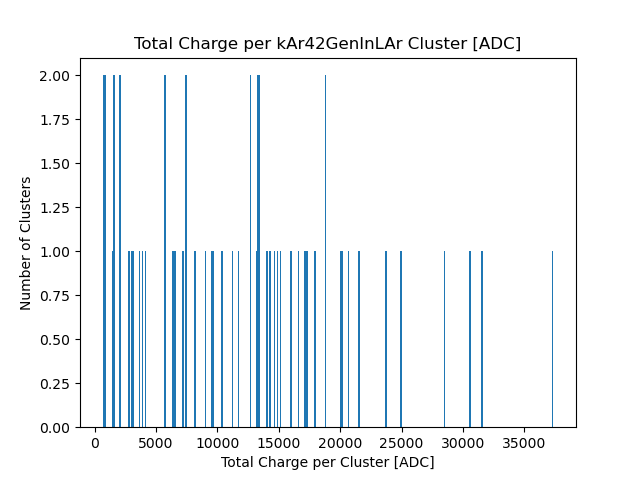 Total Charge per kAr42GenInLAr Cluster [ADC]
2.00
1.75
1.50
1.25
1.00
0.75
0.50
0.25
0.00
Number of Clusters
0 5000 10000 15000 20000 25000 30000 35000
Total Charge per Cluster [ADC]